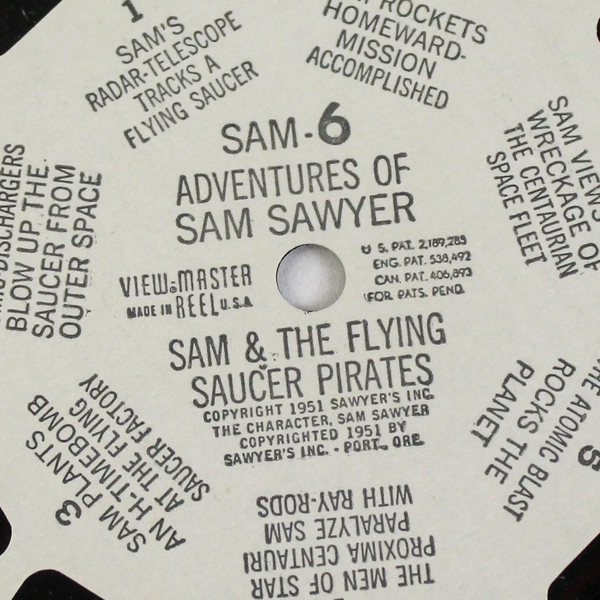 SAM-6
ADVENTURES OF
SAM SAWYER
VIEW-MASTER
MADE IN REEL U.S.A.
U S. PAT. 2,189,285
ENG. PAT. 538,492
CAN. PAT. 406,893
FOR. PATS. PEND.
SAM & THE FLYING
SAUCER PIRATES
COPYRIGHT 1951 SAWYER'S INC.
THE CHARACTER, SAM SAWYER
COPYRIGHTED 1951 BY
SAWYER'S INC. - PORT., ORE.
1
SAM'S
RADAR-TELESCOPE
TRACKS A
FLYING SAUCER
THE MEN OF STAR
PROXIMA CENTAURI
PARALYZE SAM
WITH RAY-RODS
3
SAM PLANTS
AN H-TIMEBOMB
AT THE FLYING
SAUCER FACTORY
BLOW UP THE
SAUCER FROM
OUTER SPACE
5
THE ATOMIC BLAST
ROCKS THE
PLANET
SAM VIEWS
WRECKAGE OF
THE CENTAURIAN
SPACE FLEET
ROCKETS
HOMEWARD-
MISSION
ACCOMPLISHED